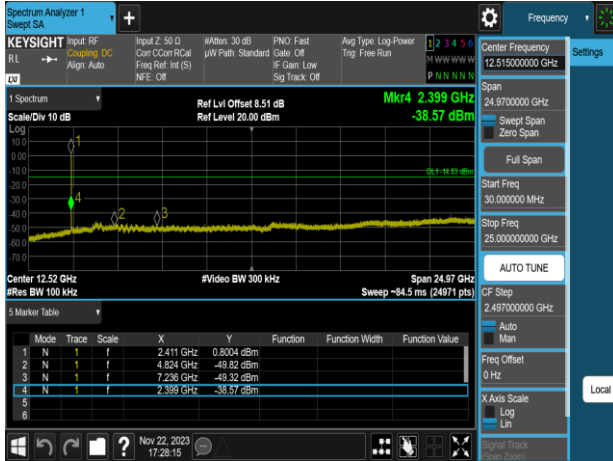 Spectrum Analyzer 1
Swept SA
+
Frequency
KEYSIGHT
RL
Input: RF
Coupling: DC
Align: Auto
Input Z: 50 Ω
Corr CCorr RCal
Freq Ref: Int (S)
NFE: Off
#Atten: 30 dB
µW Path: Standard
PNO: Fast
Gate: Off
IF Gain: Low
Sig Track: Off
Avg Type: Log-Power
Trig: Free Run
1 2 3 4 5 6
M W W W W W
P N N N N N
Center Frequency
12.515000000 GHz
Settings
Span
24.9700000 GHz
Swept Span
Zero Span
Full Span
Start Freq
30.000000 MHz
Stop Freq
25.000000000 GHz
AUTO TUNE
CF Step
2.497000000 GHz
Auto
Man
Freq Offset
0 Hz
X Axis Scale
Log
Lin
Signal Track
(Span Zoom)
Local
1 Spectrum
Scale/Div 10 dB
Ref Lvl Offset 8.51 dB
Ref Level 20.00 dBm
Mkr4 2.399 GHz
-38.57 dBm
Log
10.0
0.00
-10.0
-20.0
-30.0
-40.0
-50.0
-60.0
-70.0
1
4
2
3
DL1 -14.63 dBm
Center 12.52 GHz
#Res BW 100 kHz
#Video BW 300 kHz
Span 24.97 GHz
Sweep ~84.5 ms (24971 pts)
5 Marker Table
Mode Trace Scale X Y Function Function Width Function Value
1 N 1 f 2.411 GHz 0.8004 dBm
2 N 1 f 4.824 GHz -49.82 dBm
3 N 1 f 7.236 GHz -49.32 dBm
4 N 1 f 2.399 GHz -38.57 dBm
5
6
?
Nov 22, 2023
17:28:15